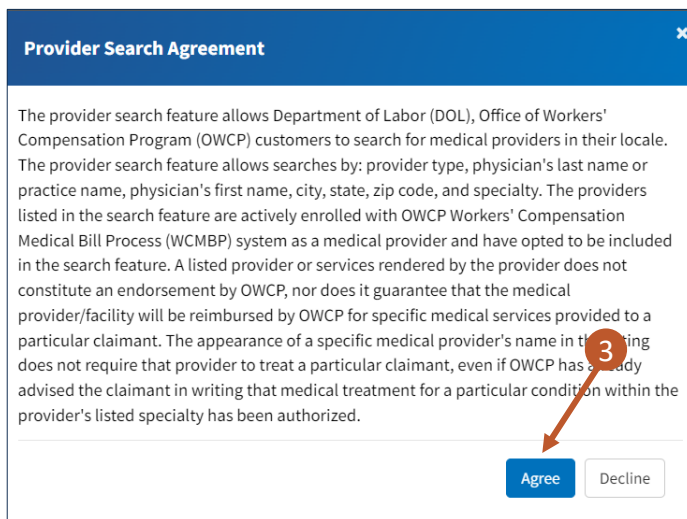 Provider Search Agreement
×
The provider search feature allows Department of Labor (DOL), Office of Workers'
Compensation Program (OWCP) customers to search for medical providers in their locale.
The provider search feature allows searches by: provider type, physician's last name or
practice name, physician's first name, city, state, zip code, and specialty. The providers
listed in the search feature are actively enrolled with OWCP Workers' Compensation
Medical Bill Process (WCMBP) system as a medical provider and have opted to be included
in the search feature. A listed provider or services rendered by the provider does not
constitute an endorsement by OWCP, nor does it guarantee that the medical
provider/facility will be reimbursed by OWCP for specific medical services provided to a
particular claimant. The appearance of a specific medical provider's name in
does not require that provider to treat a particular claimant, even if OWCP has
advised the claimant in writing that medical treatment for a particular condition within the
provider's listed specialty has been authorized.
3
Agree
Decline